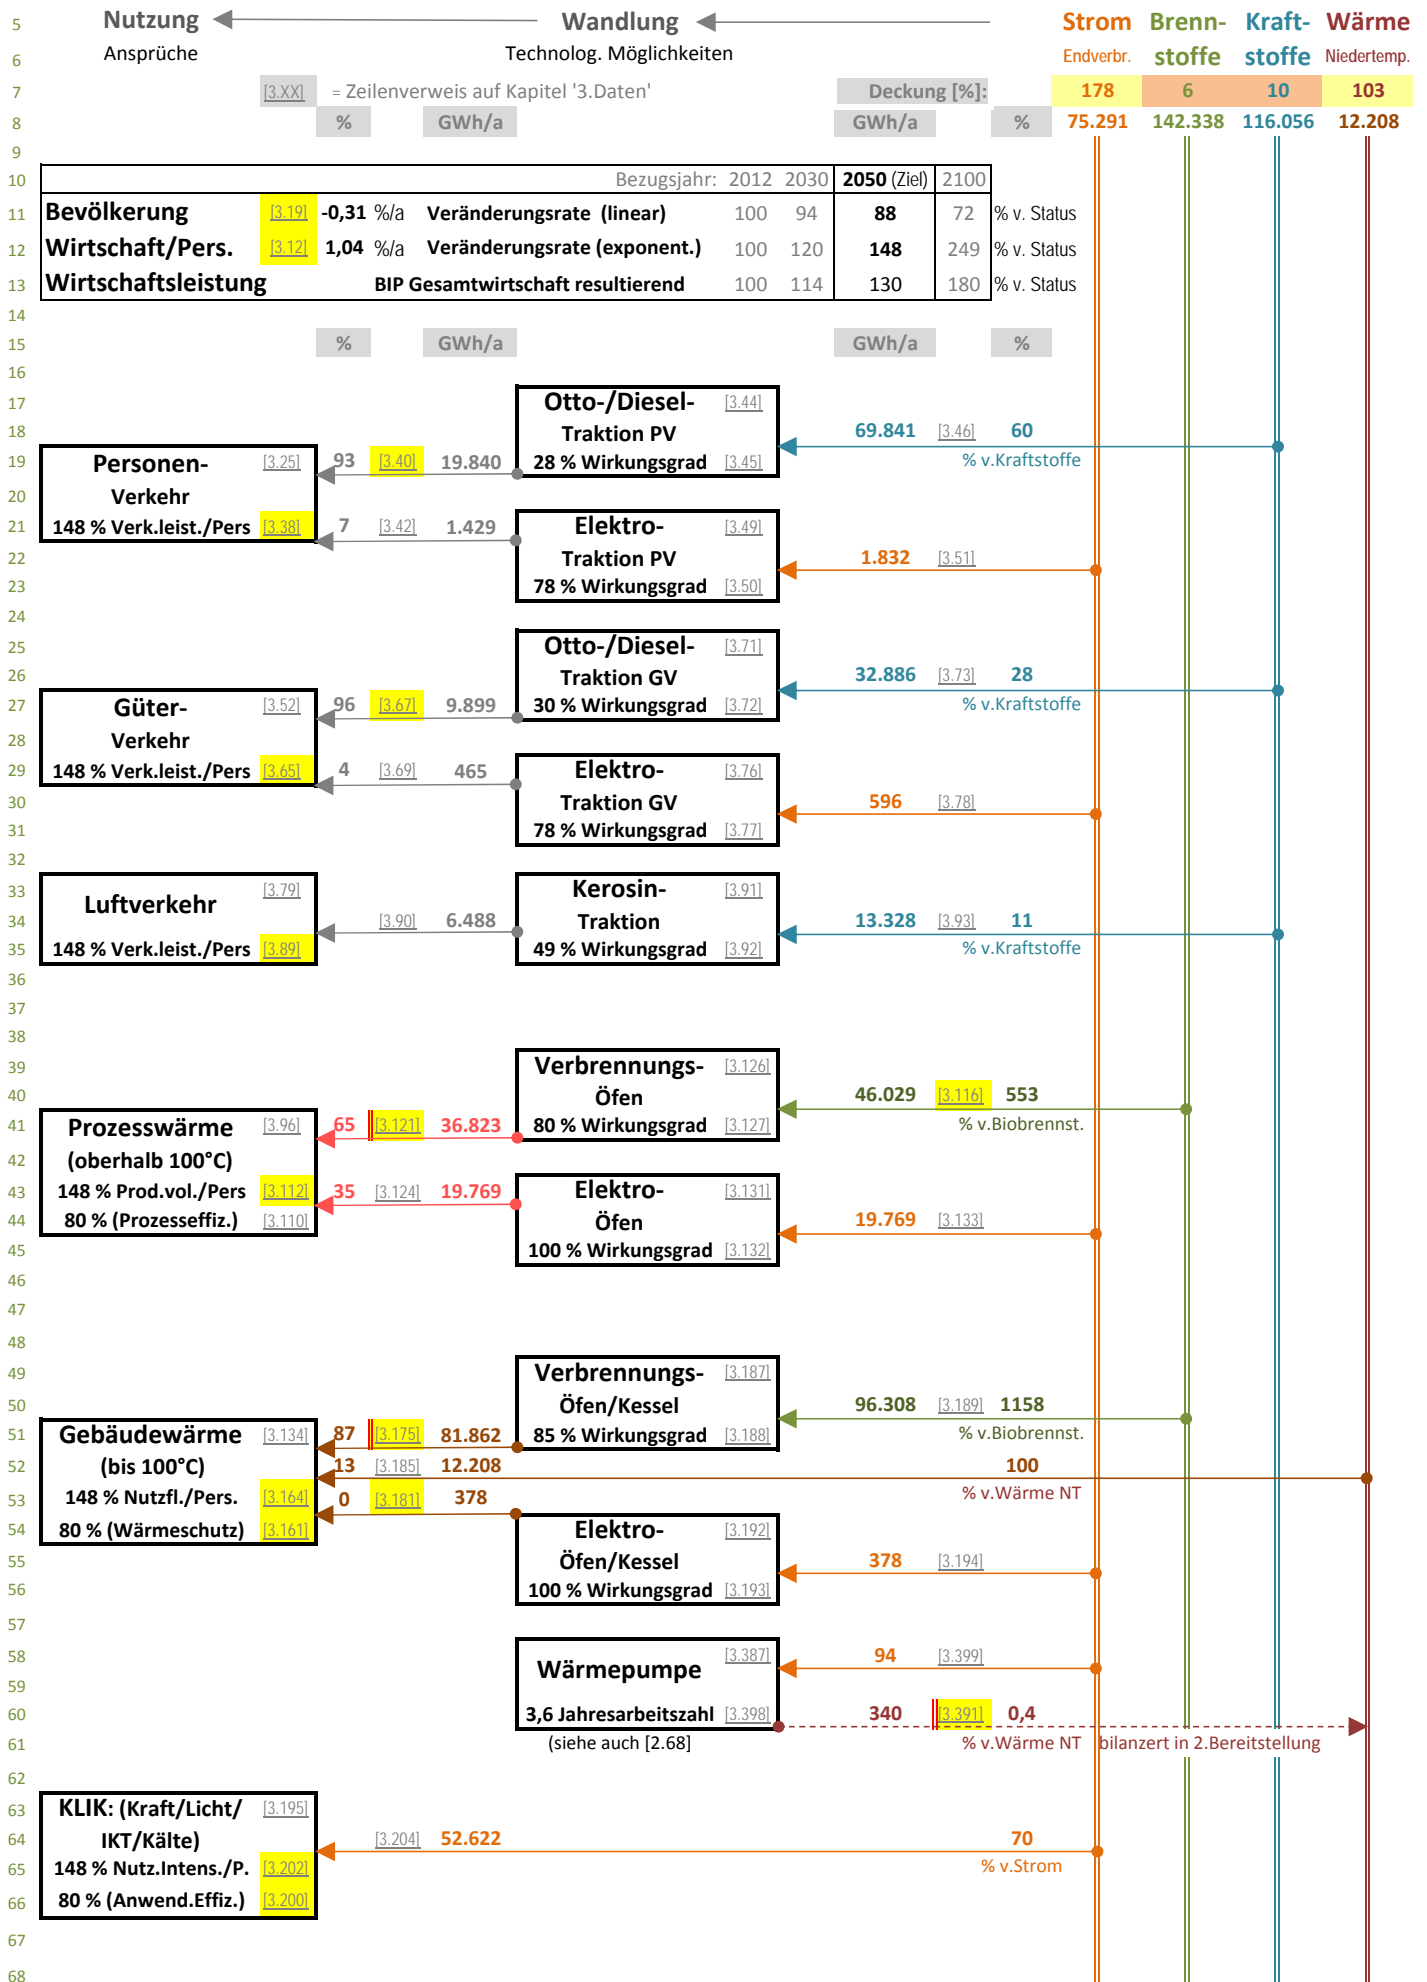 5 Nutzung Wandlung Strom Brenn- Kraft- Wärme
6 Ansprüche Technolog. Möglichkeiten Endverbr. stoffe stoffe Niedertemp.
7 [3.XX] = Zeilenverweis auf Kapitel '3.Daten' Deckung [%]: 178 6 10 103
8 % GWh/a GWh/a % 75.291 142.338 116.056 12.208
9
10 Bezugsjahr: 2012 2030 2050 (Ziel) 2100
11 Bevölkerung [3.19] -0,31 %/a Veränderungsrate (linear) 100 94 88 72 % v. Status
12 Wirtschaft/Pers. [3.12] 1,04 %/a Veränderungsrate (exponent.) 100 120 148 249 % v. Status
13 Wirtschaftsleistung BIP Gesamtwirtschaft resultierend 100 114 130 180 % v. Status
14
15 % GWh/a GWh/a %
16
17 Otto-/Diesel- [3.44]
18 Traktion PV 69.841 [3.46] 60
19 Personen- [3.25] 93 [3.40] 19.840 28 % Wirkungsgrad [3.45] % v.Kraftstoffe
20 Verkehr
21 148 % Verk.leist./Pers [3.38] 7 [3.42] 1.429 Elektro- [3.49]
22 Traktion PV 1.832 [3.51]
23 78 % Wirkungsgrad [3.50]
24
25 Otto-/Diesel- [3.71]
26 Traktion GV 32.886 [3.73] 28
27 Güter- [3.52] 96 [3.67] 9.899 30 % Wirkungsgrad [3.72] % v.Kraftstoffe
28 Verkehr
29 148 % Verk.leist./Pers [3.65] 4 [3.69] 465 Elektro- [3.76]
30 Traktion GV 596 [3.78]
31 78 % Wirkungsgrad [3.77]
32
33 Luftverkehr [3.79] Kerosin- [3.91]
34 [3.90] 6.488 Traktion 13.328 [3.93] 11
35 148 % Verk.leist./Pers [3.89] 49 % Wirkungsgrad [3.92] % v.Kraftstoffe
36
37
38
39 Verbrennungs- [3.126]
40 Öfen 46.029 [3.116] 553
41 Prozesswärme [3.96] 65 [3.121] 36.823 80 % Wirkungsgrad [3.127] % v.Biobrennst.
42 (oberhalb 100°C)
43 148 % Prod.vol./Pers [3.112] 35 [3.124] 19.769 Elektro- [3.131]
44 80 % (Prozesseffiz.) [3.110] Öfen 19.769 [3.133]
45 100 % Wirkungsgrad [3.132]
46
47
48
49 Verbrennungs- [3.187]
50 Öfen/Kessel 96.308 [3.189] 1158
51 Gebäudewärme [3.134] 87 [3.175] 81.862 85 % Wirkungsgrad [3.188] % v.Biobrennst.
52 (bis 100°C) 13 [3.185] 12.208 100
53 148 % Nutzfl./Pers. [3.164] 0 [3.181] 378 % v.Wärme NT
54 80 % (Wärmeschutz) [3.161] Elektro- [3.192]
55 Öfen/Kessel 378 [3.194]
56 100 % Wirkungsgrad [3.193]
57
58 Wärmepumpe [3.387] 94 [3.399]
59
60 3,6 Jahresarbeitszahl [3.398] 340 [3.391] 0,4
61 (siehe auch [2.68] % v.Wärme NT bilanzert in 2.Bereitstellung
62
63 KLIK: (Kraft/Licht/ [3.195]
64 IKT/Kälte) [3.204] 52.622 70
65 148 % Nutz.Intens./P. [3.202] % v.Strom
66 80 % (Anwend.Effiz.) [3.200]
67
68